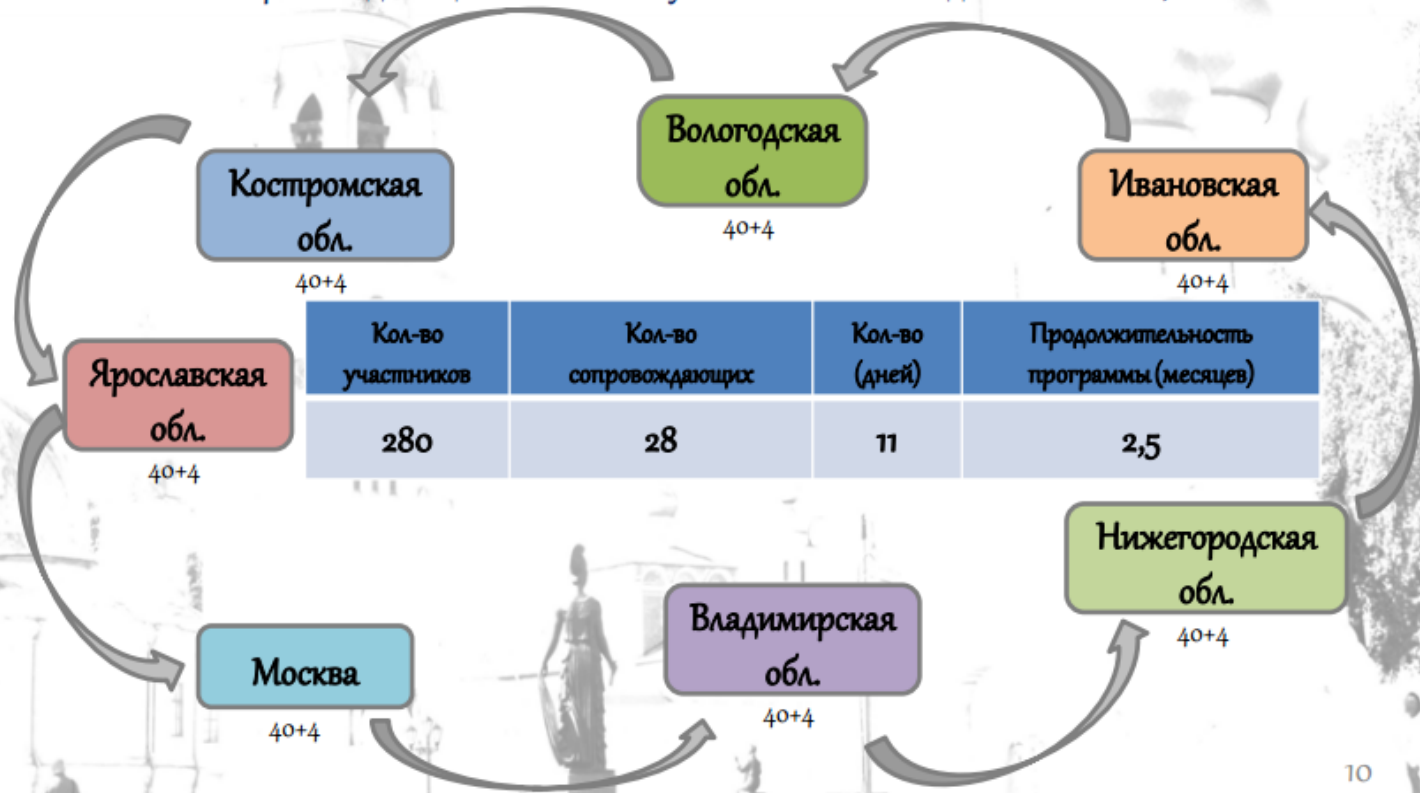 Вологодская
обл.
40+4
Костромская
обл.
40+4
Ивановская
обл.
40+4
Ярославская
обл.
40+4
Кол-во
участников
Кол-во
сопровождающих
Кол-во
(дней)
Продолжительность
программы (месяцев)
280
28
11
2,5
Нижегородская
обл.
40+4
Владимирская
обл.
40+4
Москва
40+4
10